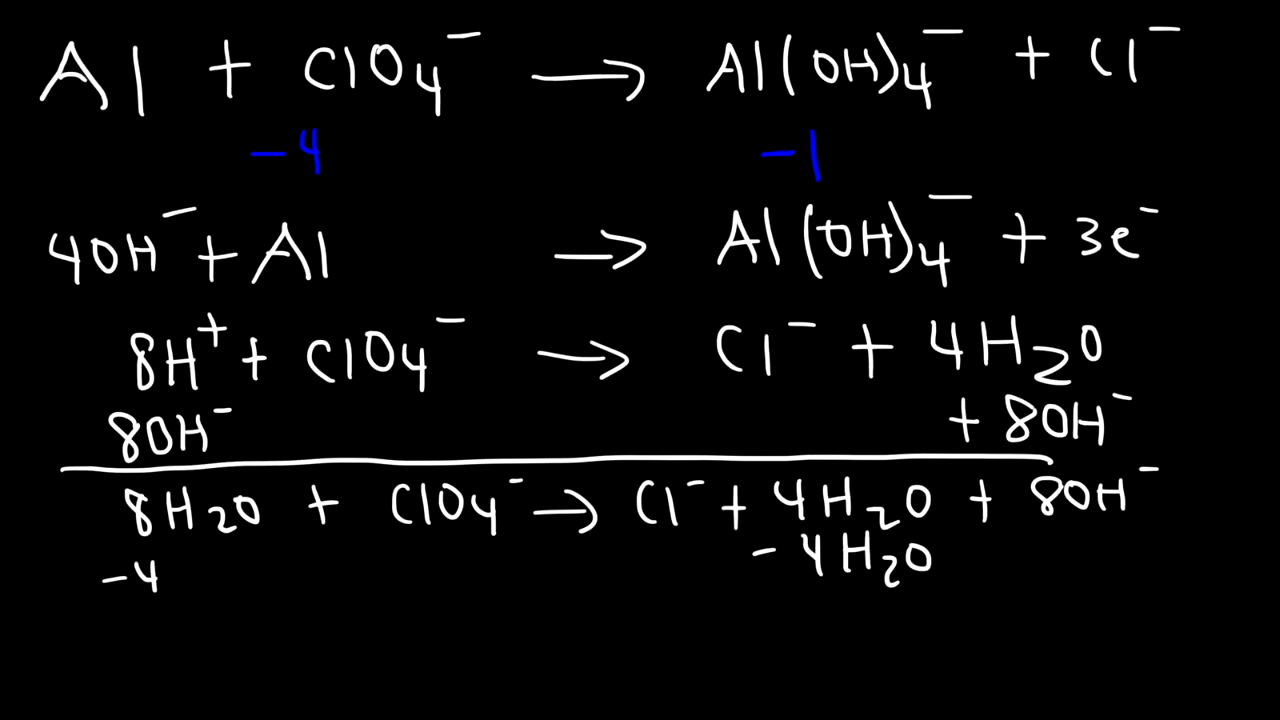 Al + ClO₄⁻ → Al(OH)₄⁻ + Cl⁻
-4 -1
4OH⁻ + Al → Al(OH)₄⁻ + 3e⁻
8H⁺ + ClO₄⁻ → Cl⁻ + 4H₂O
8OH⁻ + 8OH⁻
8H₂O + ClO₄⁻ → Cl⁻ + 4H₂O + 8OH⁻
-4 -4H₂O